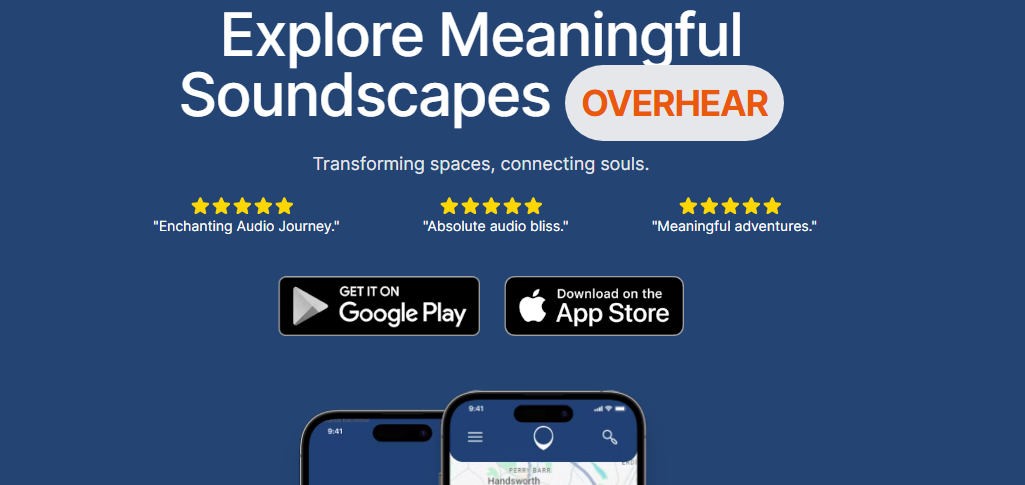 Explore Meaningful
Soundscapes OVERHEAR
Transforming spaces, connecting souls.
"Enchanting Audio Journey." "Absolute audio bliss." "Meaningful adventures."
GET IT ON
Google Play
Download on the
App Store
9:41
9:41
PERRY BARR
Handsworth